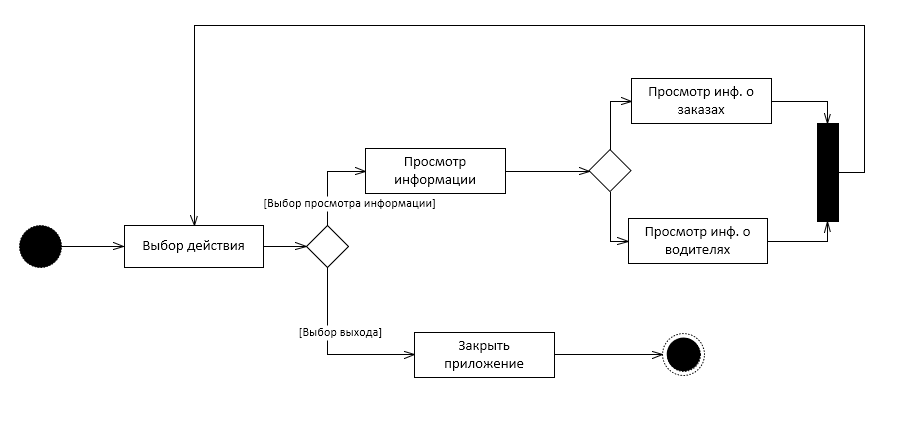 Просмотр инф. о
заказах
Просмотр
информации
[Выбор просмотра информации]
Выбор действия
Просмотр инф. о
водителях
[Выбор выхода]
Закрыть
приложение